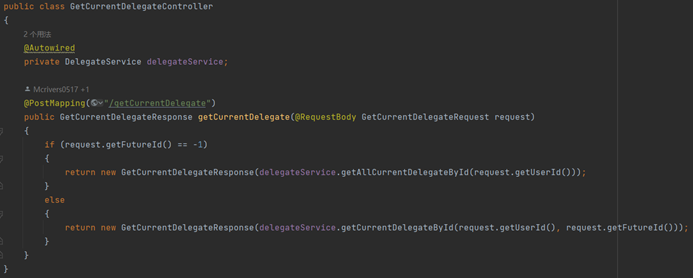 public class GetCurrentDelegateController
{
2 个用法
@Autowired
private DelegateService delegateService;
Mcrivers0517 +1
@PostMapping("/getCurrentDelegate")
public GetCurrentDelegateResponse getCurrentDelegate(@RequestBody GetCurrentDelegateRequest request)
{
if (request.getFutureId() == -1)
{
return new GetCurrentDelegateResponse(delegateService.getAllCurrentDelegateById(request.getUserId()));
}
else
{
return new GetCurrentDelegateResponse(delegateService.getCurrentDelegateById(request.getUserId(), request.getFutureId()));
}
}
}